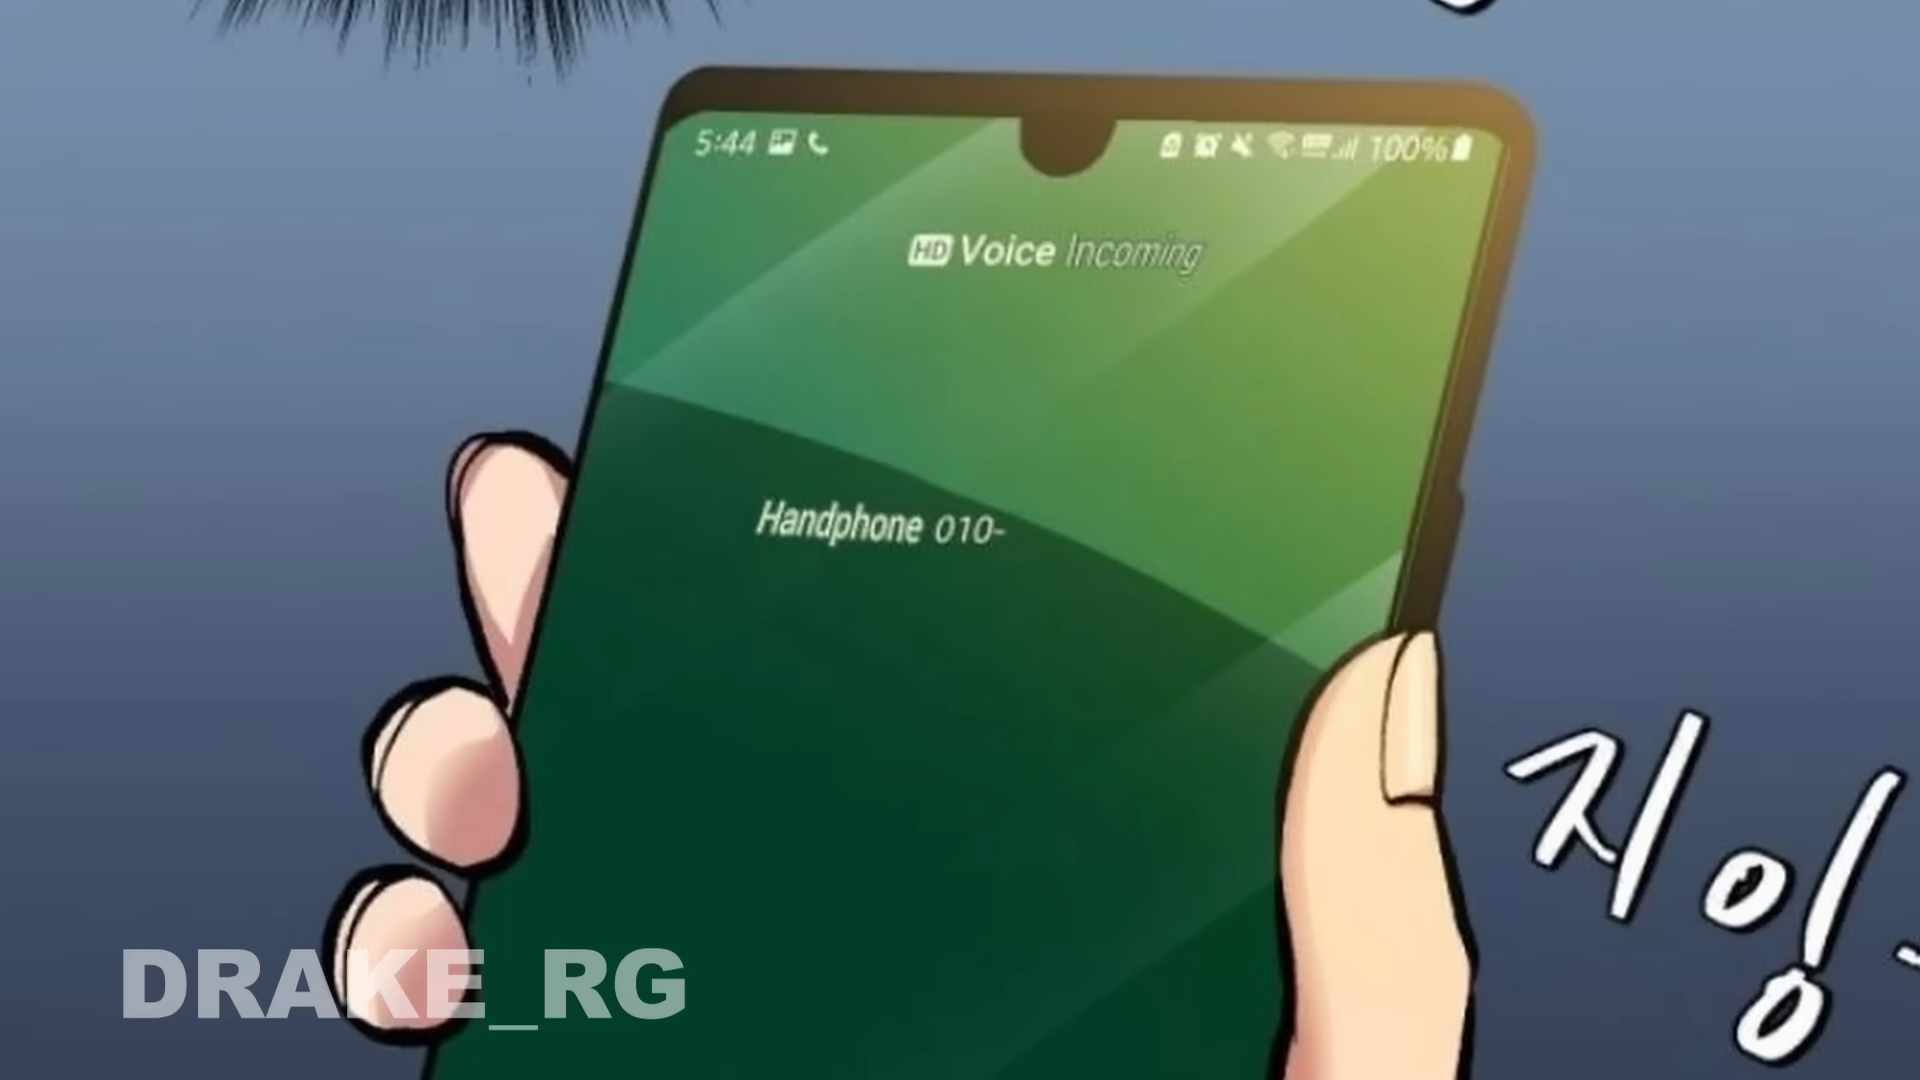 5:44
100%
HD Voice Incoming
Handphone 010-
지잉
DRAKE_RG